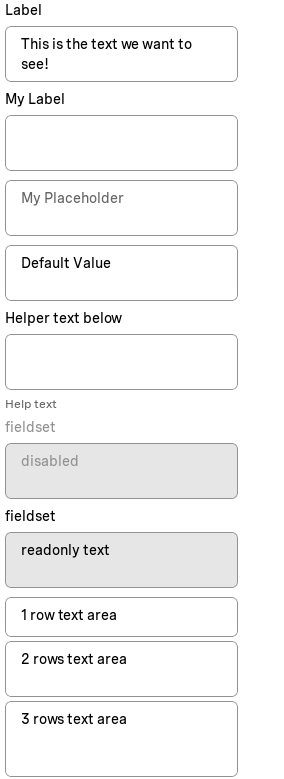 Label
This is the text we want to
see!
My Label
My Placeholder
Default Value
Helper text below
Help text
fieldset
disabled
fieldset
readonly text
1 row text area
2 rows text area
3 rows text area